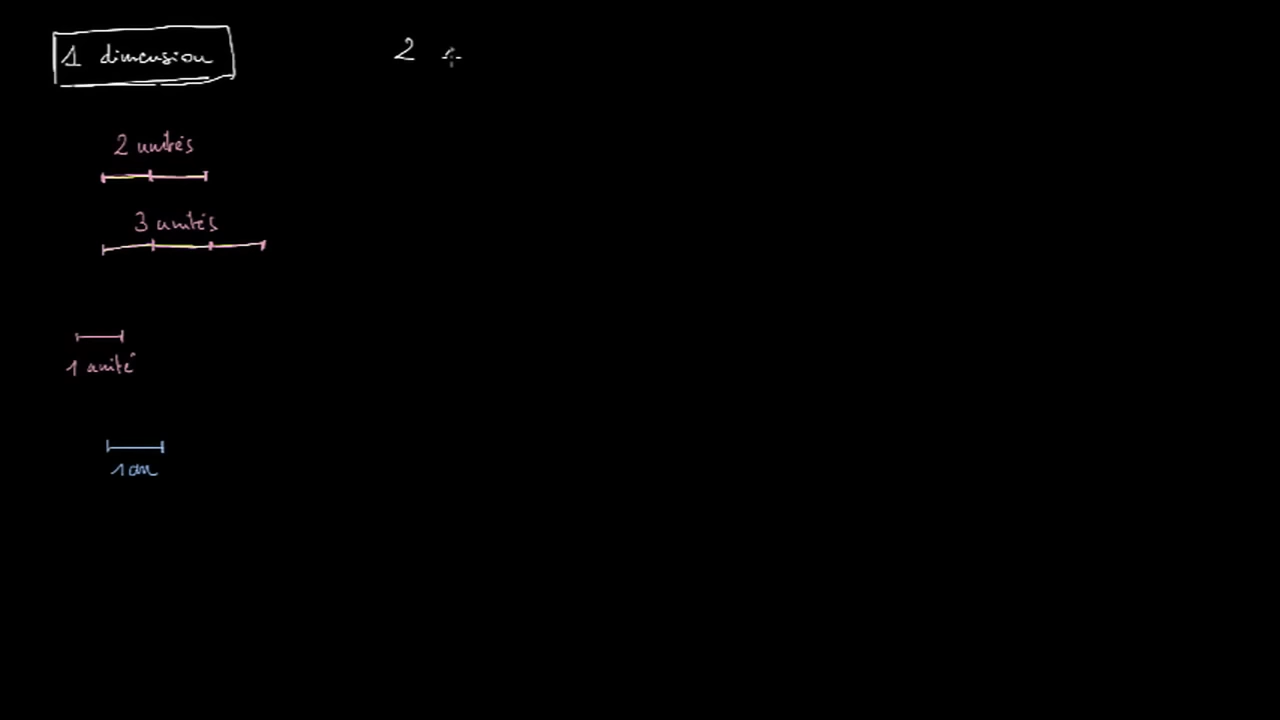 1 dimension
2
2 unités
3 unités
1 unité
1 cm